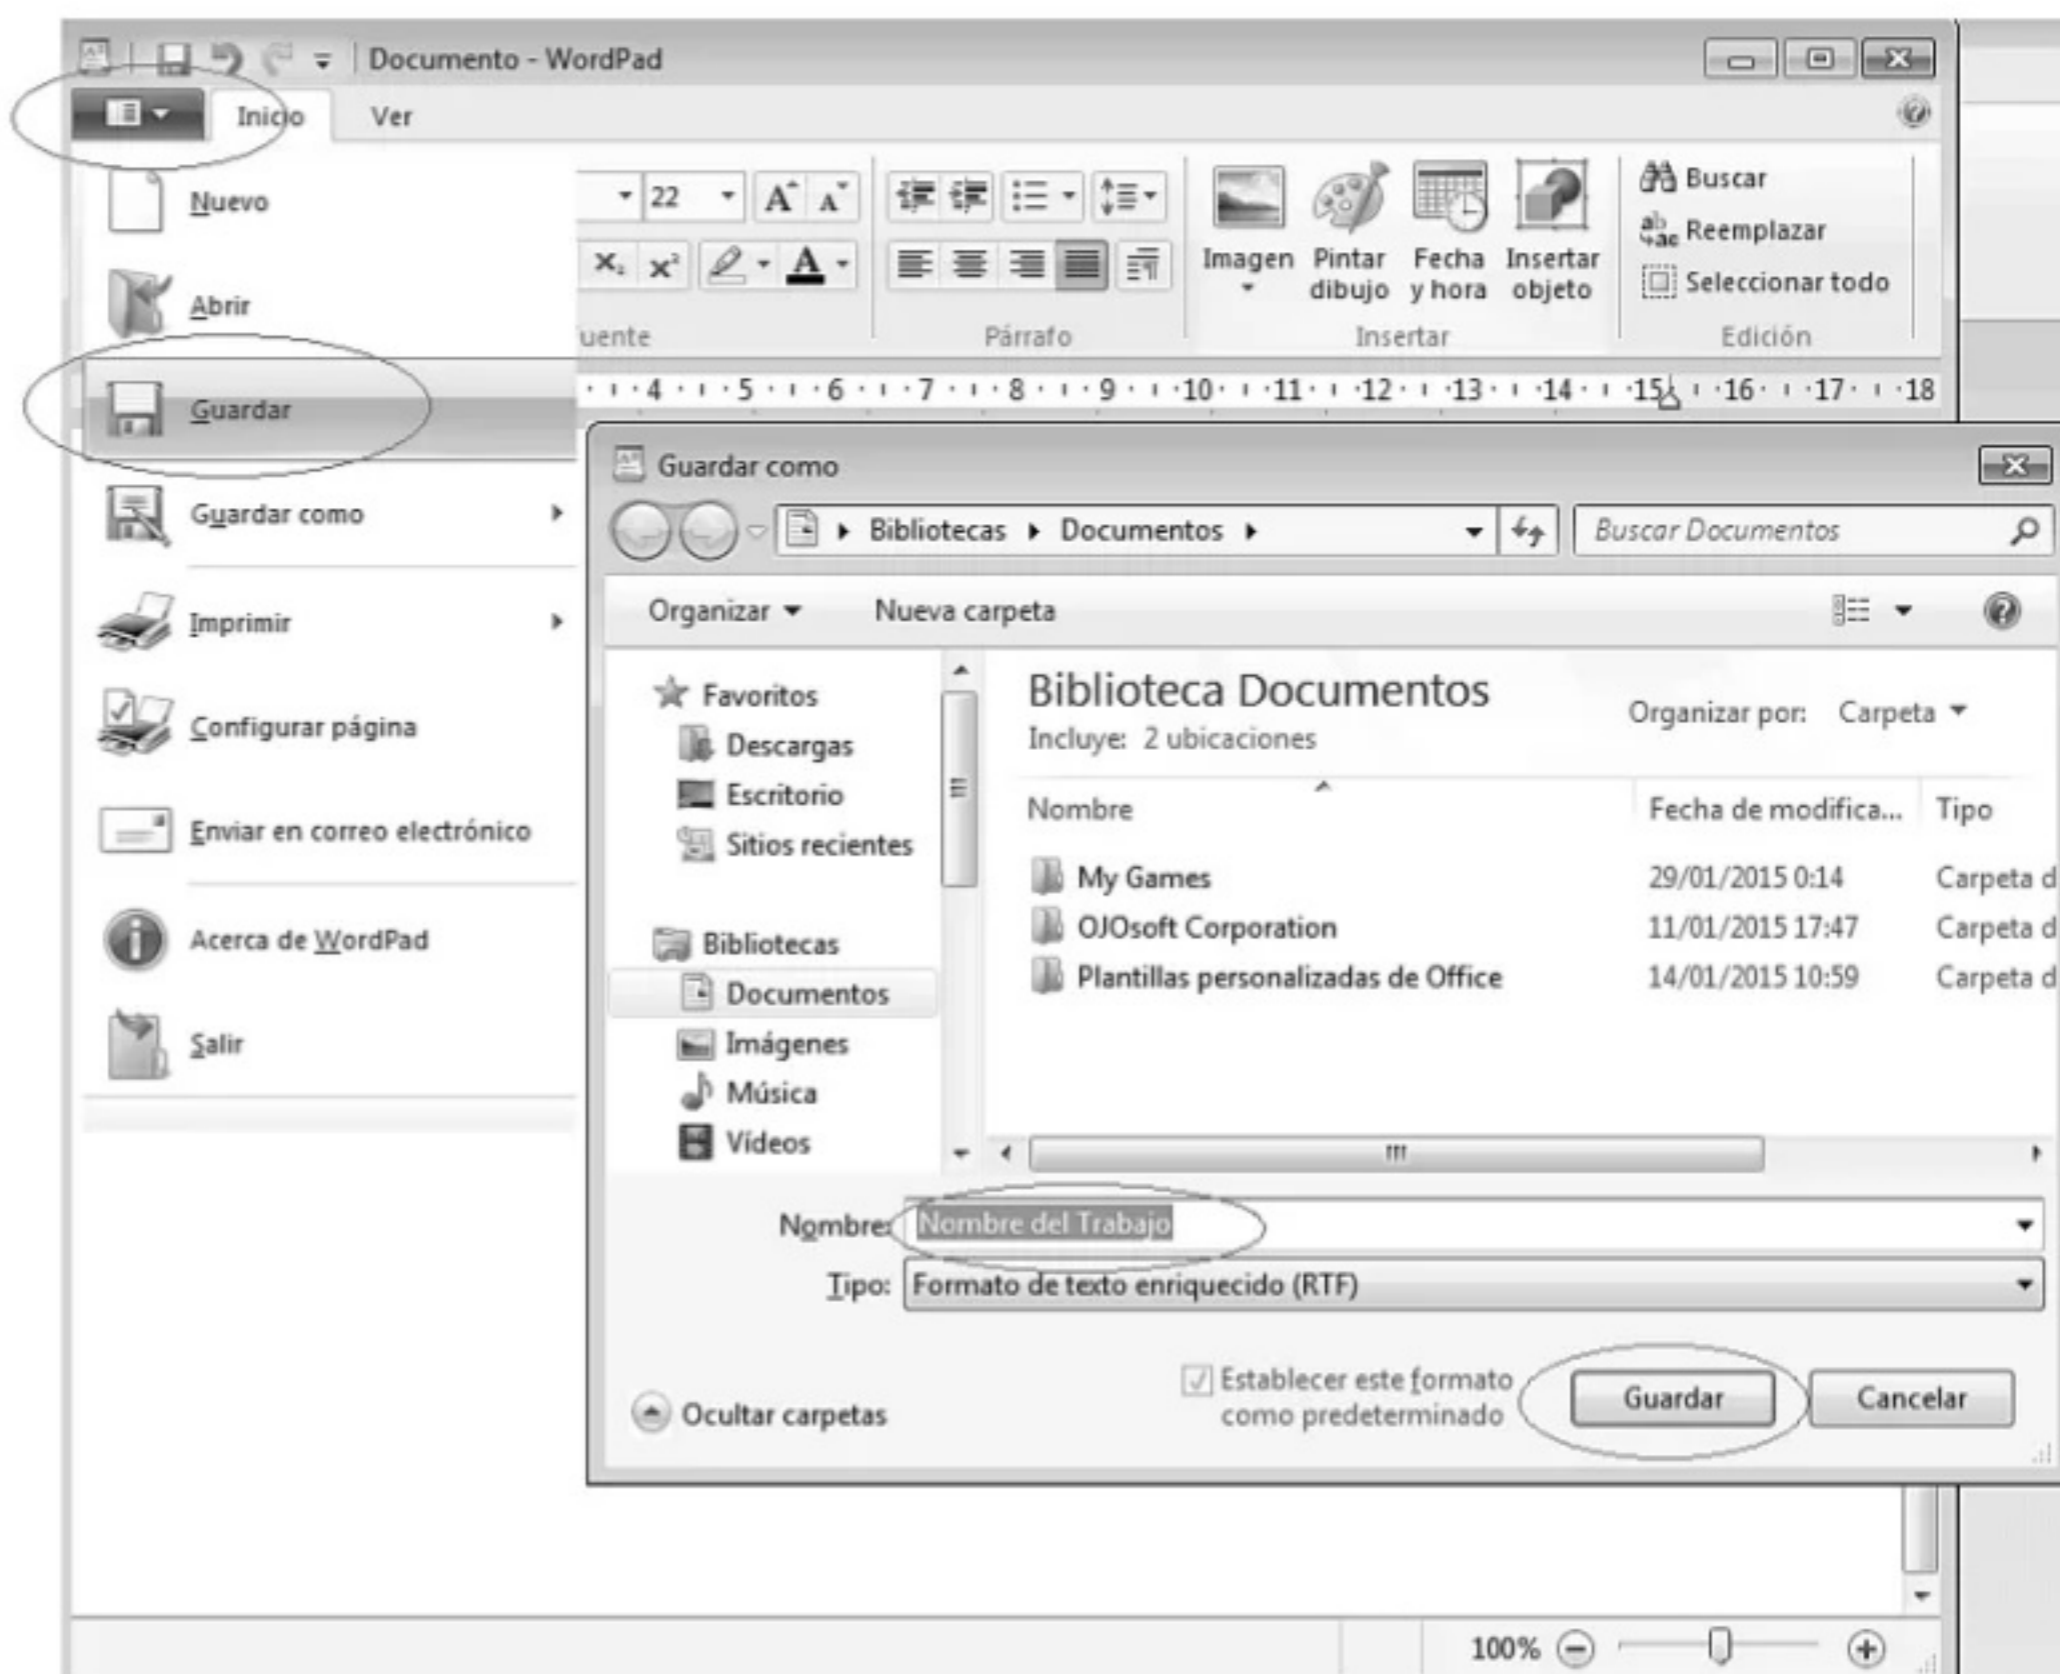 Documento - WordPad
Inicio Ver
Nuevo
Abrir
Guardar
Guardar como
Imprimir
Configurar página
Enviar en correo electrónico
Acerca de WordPad
Salir
22 A A
X₂ X² A
uente
Párrafo
Imagen Pintar dibujo Fecha y hora Insertar objeto
Insertar
Buscar
Reemplazar
Seleccionar todo
Edición
4 5 6 7 8 9 10 11 12 13 14 15 16 17 18
Guardar como
Bibliotecas Documentos
Buscar Documentos
Organizar Nueva carpeta
Favoritos
Descargas
Escritorio
Sitios recientes
Bibliotecas
Documentos
Imágenes
Música
Vídeos
Biblioteca Documentos
Incluye: 2 ubicaciones
Organizar por: Carpeta
Nombre Fecha de modifica... Tipo
My Games 29/01/2015 0:14 Carpeta d
OJOsoft Corporation 11/01/2015 17:47 Carpeta d
Plantillas personalizadas de Office 14/01/2015 10:59 Carpeta d
Nombre: Nombre del Trabajo
Tipo: Formato de texto enriquecido (RTF)
Ocultar carpetas
Establecer este formato
como predeterminado
Guardar
Cancelar
100%